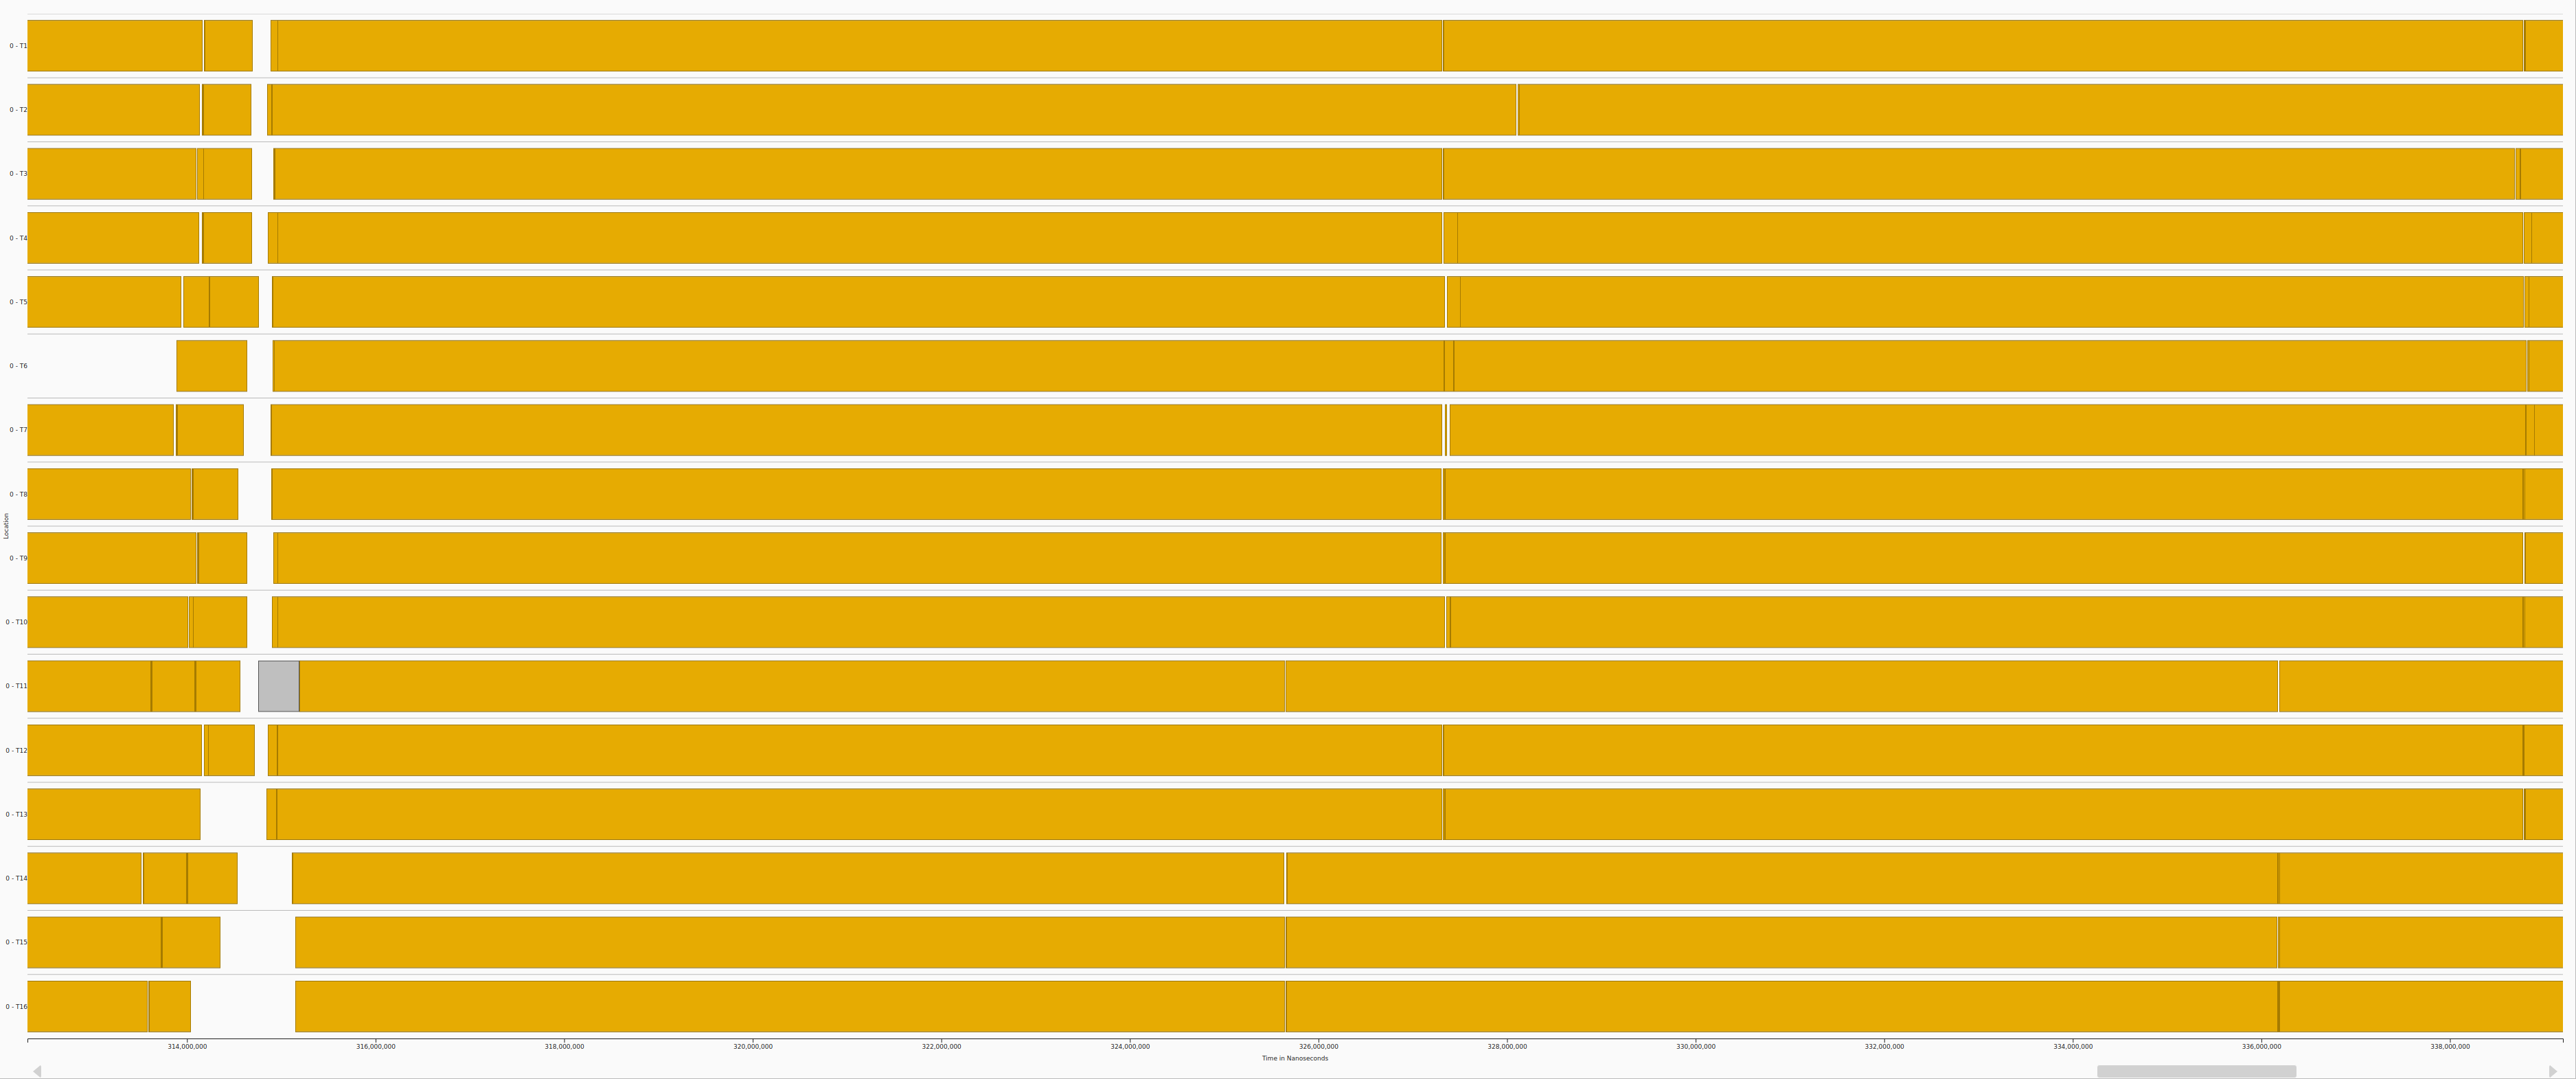 0 - T1
0 - T2
0 - T3
0 - T4
0 - T5
0 - T6
0 - T7
0 - T8
Location
0 - T9
0 - T10
0 - T11
0 - T12
0 - T13
0 - T14
0 - T15
0 - T16
314,000,000 316,000,000 318,000,000 320,000,000 322,000,000 324,000,000 326,000,000 328,000,000 330,000,000 332,000,000 334,000,000 336,000,000 338,000,000
Time in Nanoseconds